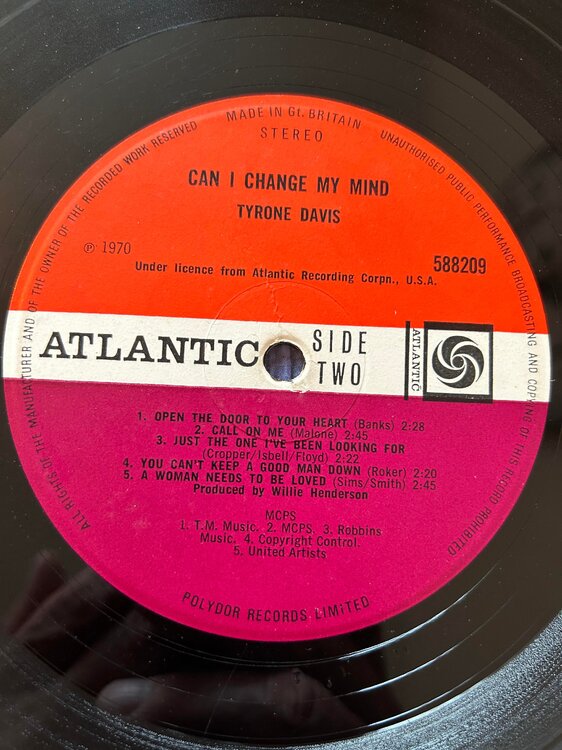 MADE IN Gt. BRITAIN
STEREO
CAN I CHANGE MY MIND
TYRONE DAVIS
℗ 1970
588209
Under licence from Atlantic Recording Corpn., U.S.A.
ATLANTIC
SIDE
TWO
ATLANTIC
1. OPEN THE DOOR TO YOUR HEART (Banks) 2:28
2. CALL ON ME (Malone) 2:45
3. JUST THE ONE I'VE BEEN LOOKING FOR
(Cropper/Isbell/Floyd) 2:22
4. YOU CAN'T KEEP A GOOD MAN DOWN (Roker) 2:20
5. A WOMAN NEEDS TO BE LOVED (Sims/Smith) 2:45
Produced by Willie Henderson
MCPS
1. T.M. Music. 2. MCPS. 3. Robbins
Music. 4. Copyright Control.
5. United Artists
POLYDOR RECORDS LIMITED
ALL RIGHTS OF THE MANUFACTURER AND OF THE OWNER OF THE RECORDED WORK RESERVED
UNAUTHORISED PUBLIC PERFORMANCE BROADCASTING AND COPYING OF THIS RECORD PROHIBITED